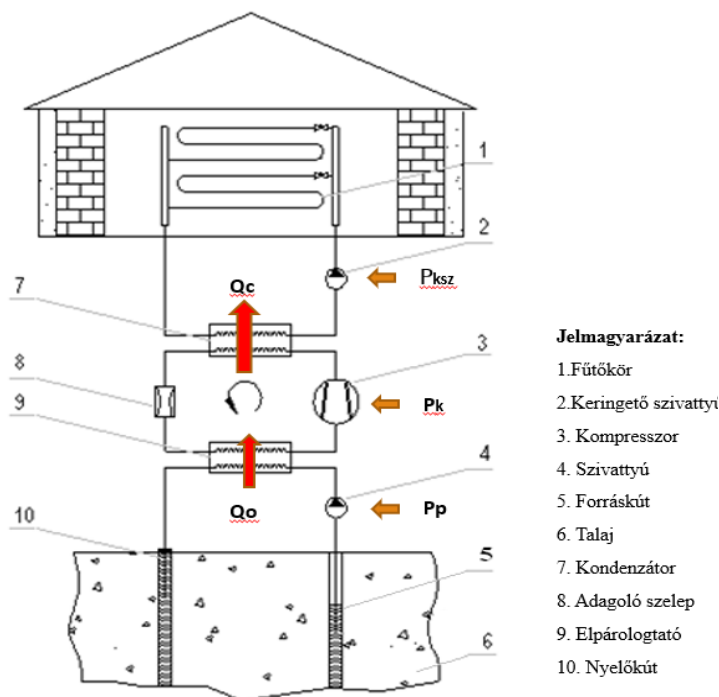 1
2
7
Qc
Pksz
8
3
9
Pk
4
10
Qo
Pp
5
6
Jelmagyarázat:
1.Fűtőkör
2.Keringető szivattyú
3. Kompresszor
4. Szivattyú
5. Forráskút
6. Talaj
7. Kondenzátor
8. Adagoló szelep
9. Elpárologtató
10. Nyelőkút